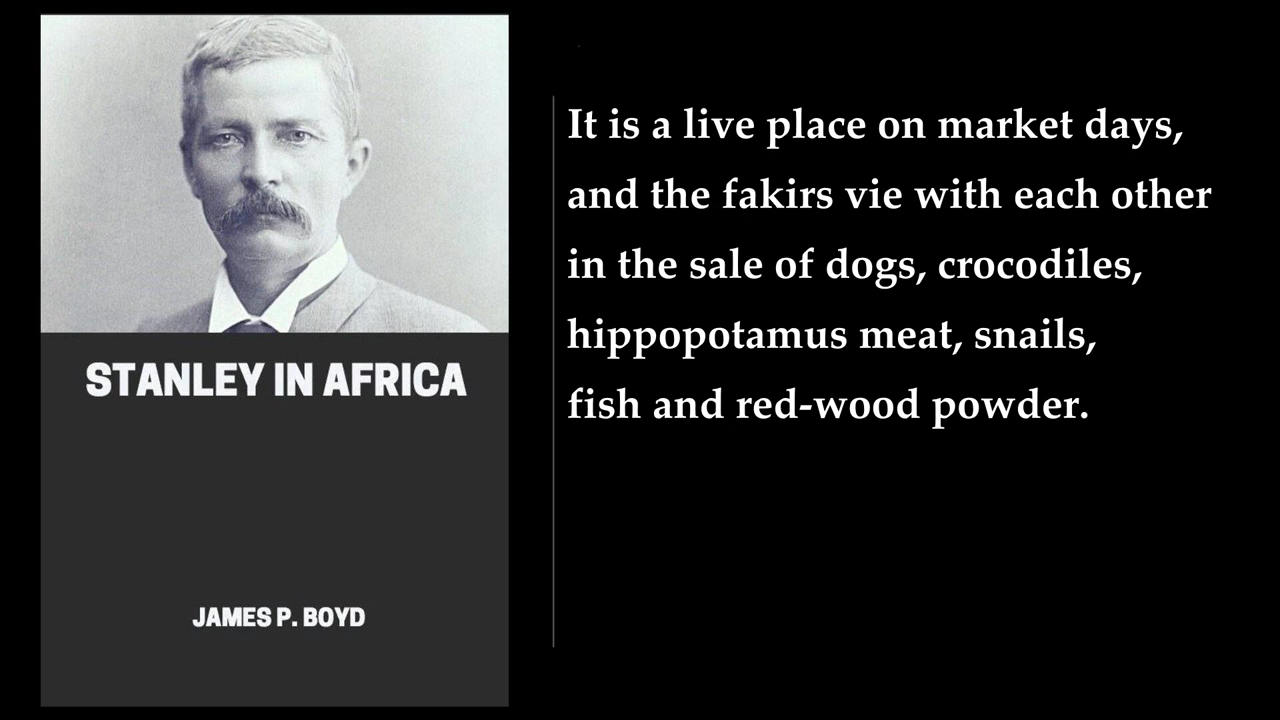 STANLEY IN AFRICA
JAMES P. BOYD
It is a live place on market days,
and the fakirs vie with each other
in the sale of dogs, crocodiles,
hippopotamus meat, snails,
fish and red-wood powder.